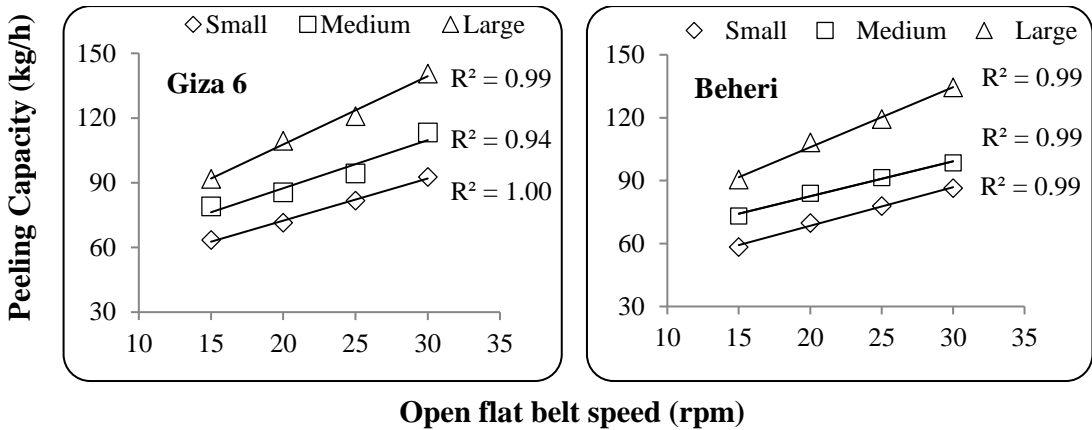 Peeling Capacity (kg/h)
Small Medium Large
Giza 6
150
120
90
60
30
R² = 0.99
R² = 0.94
R² = 1.00
10 15 20 25 30 35
Small Medium Large
Beheri
150
120
90
60
30
R² = 0.99
R² = 0.99
R² = 0.99
10 15 20 25 30 35
Open flat belt speed (rpm)